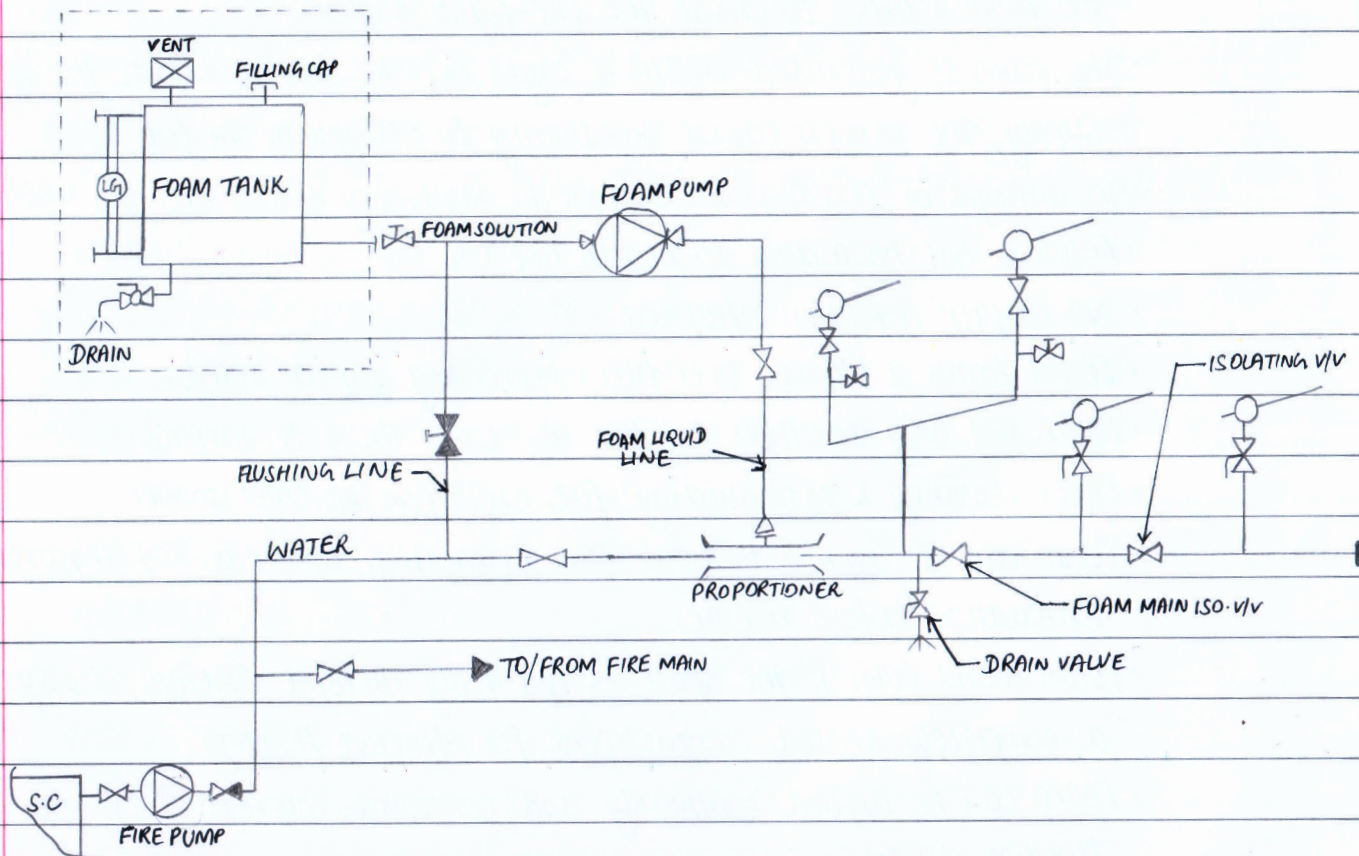 VENT
FILLING CAP
LG
FOAM TANK
FOAM PUMP
FOAM SOLUTION
DRAIN
ISOLATING V/V
FOAM LIQUID
LINE
FLUSHING LINE
WATER
PROPORTIONER
FOAM MAIN ISO. V/V
TO/FROM FIRE MAIN
DRAIN VALVE
S.C
FIRE PUMP